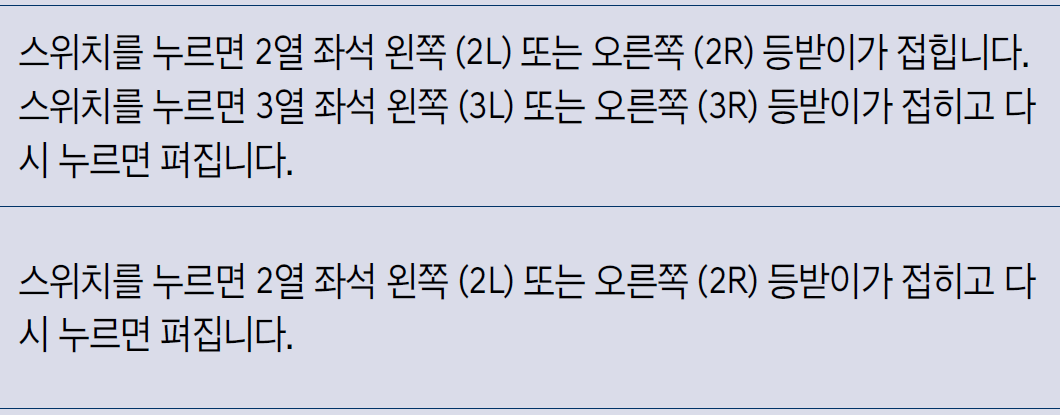 스위치를 누르면 2열 좌석 왼쪽 (2L) 또는 오른쪽 (2R) 등받이가 접힙니다.
스위치를 누르면 3열 좌석 왼쪽 (3L) 또는 오른쪽 (3R) 등받이가 접히고 다
시 누르면 펴집니다.
스위치를 누르면 2열 좌석 왼쪽 (2L) 또는 오른쪽 (2R) 등받이가 접히고 다
시 누르면 펴집니다.